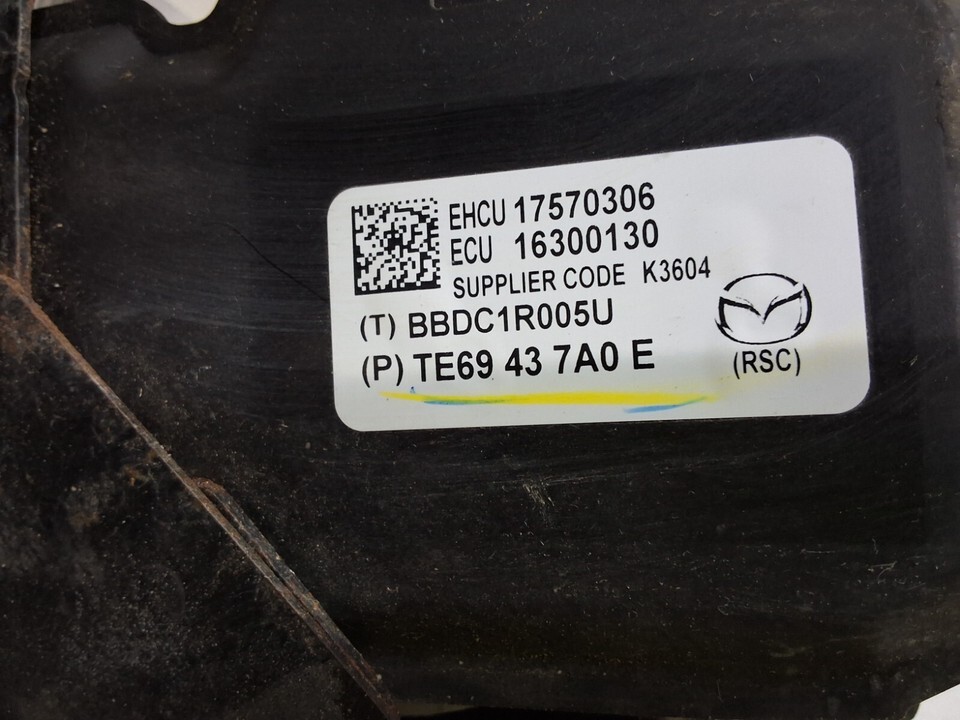 EHCU 17570306
ECU 16300130
SUPPLIER CODE K3604
(T) BBDC1R005U
(P) TE69 43 7A0 E
(RSC)